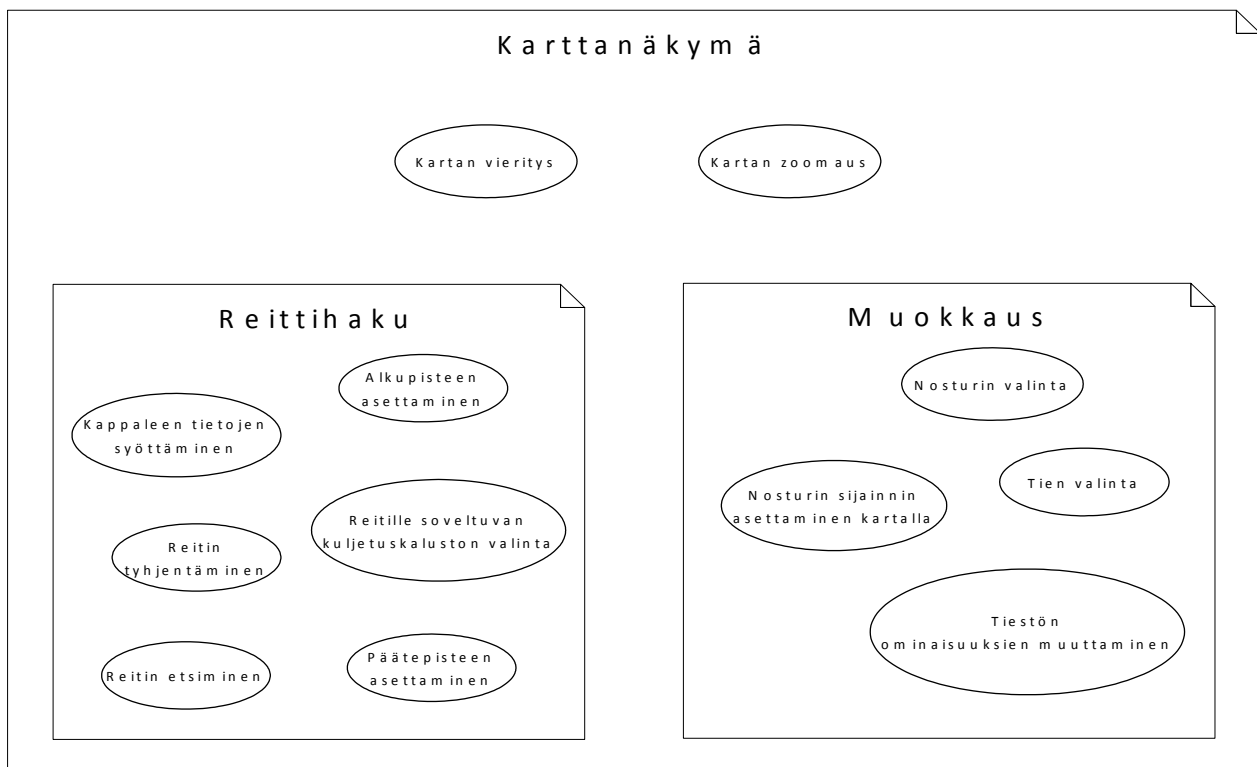 Karttanäkymä
Kartan vieritys
Kartan zoomaus
Reittihaku
Alkupisteen
asettaminen
Kappaleen tietojen
syöttäminen
Reitille soveltuvan
kuljetuskaluston valinta
Reitin
tyhjentäminen
Reitin etsiminen
Päätepisteen
asettaminen
Muokkaus
Nosturin valinta
Tien valinta
Nosturin sijainnin
asettaminen kartalla
Tiestön
ominaisuuksien muuttaminen